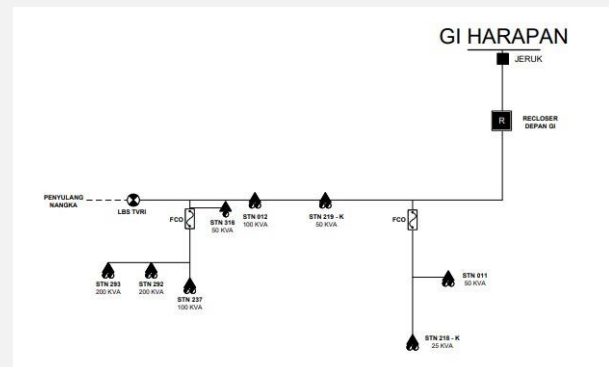 GI HARAPAN
JERUK
R
RECLOSER
DEPAN GI
PENYULANG
NANGKA
LBS TVRI
FCO
STN 316
50 KVA
STN 012
100 KVA
STN 219 - K
50 KVA
FCO
STN 293
200 KVA
STN 292
200 KVA
STN 237
100 KVA
STN 011
50 KVA
STN 218 - K
25 KVA